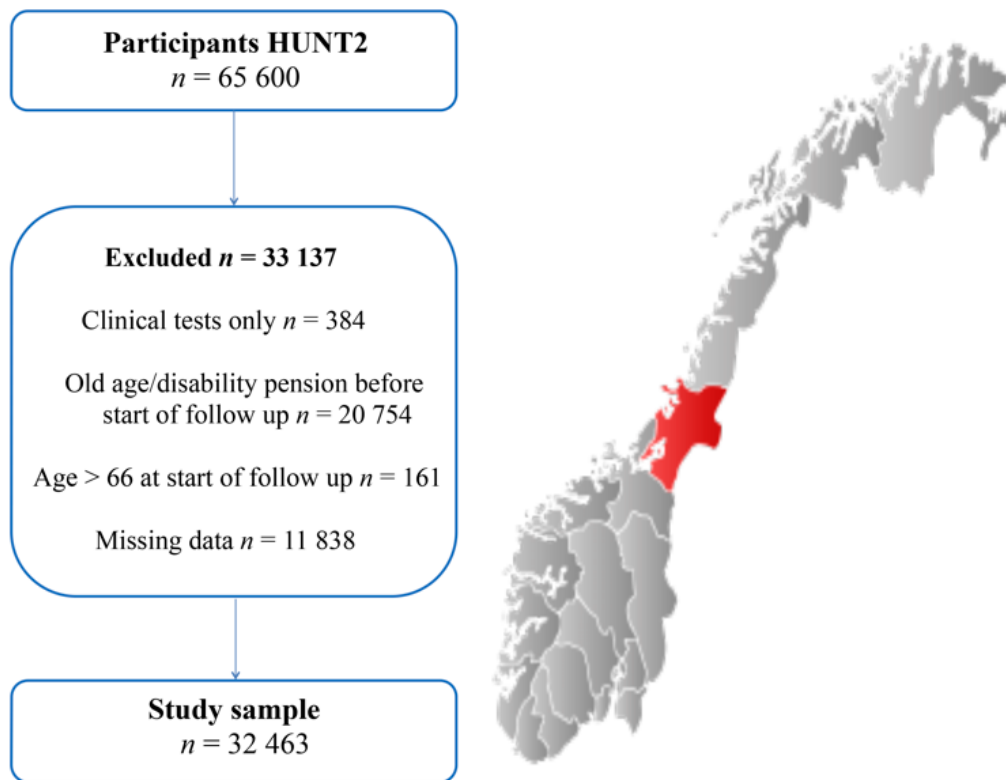 Participants HUNT2
n = 65 600
Excluded n = 33 137
Clinical tests only n = 384
Old age/disability pension before
start of follow up n = 20 754
Age > 66 at start of follow up n = 161
Missing data n = 11 838
Study sample
n = 32 463